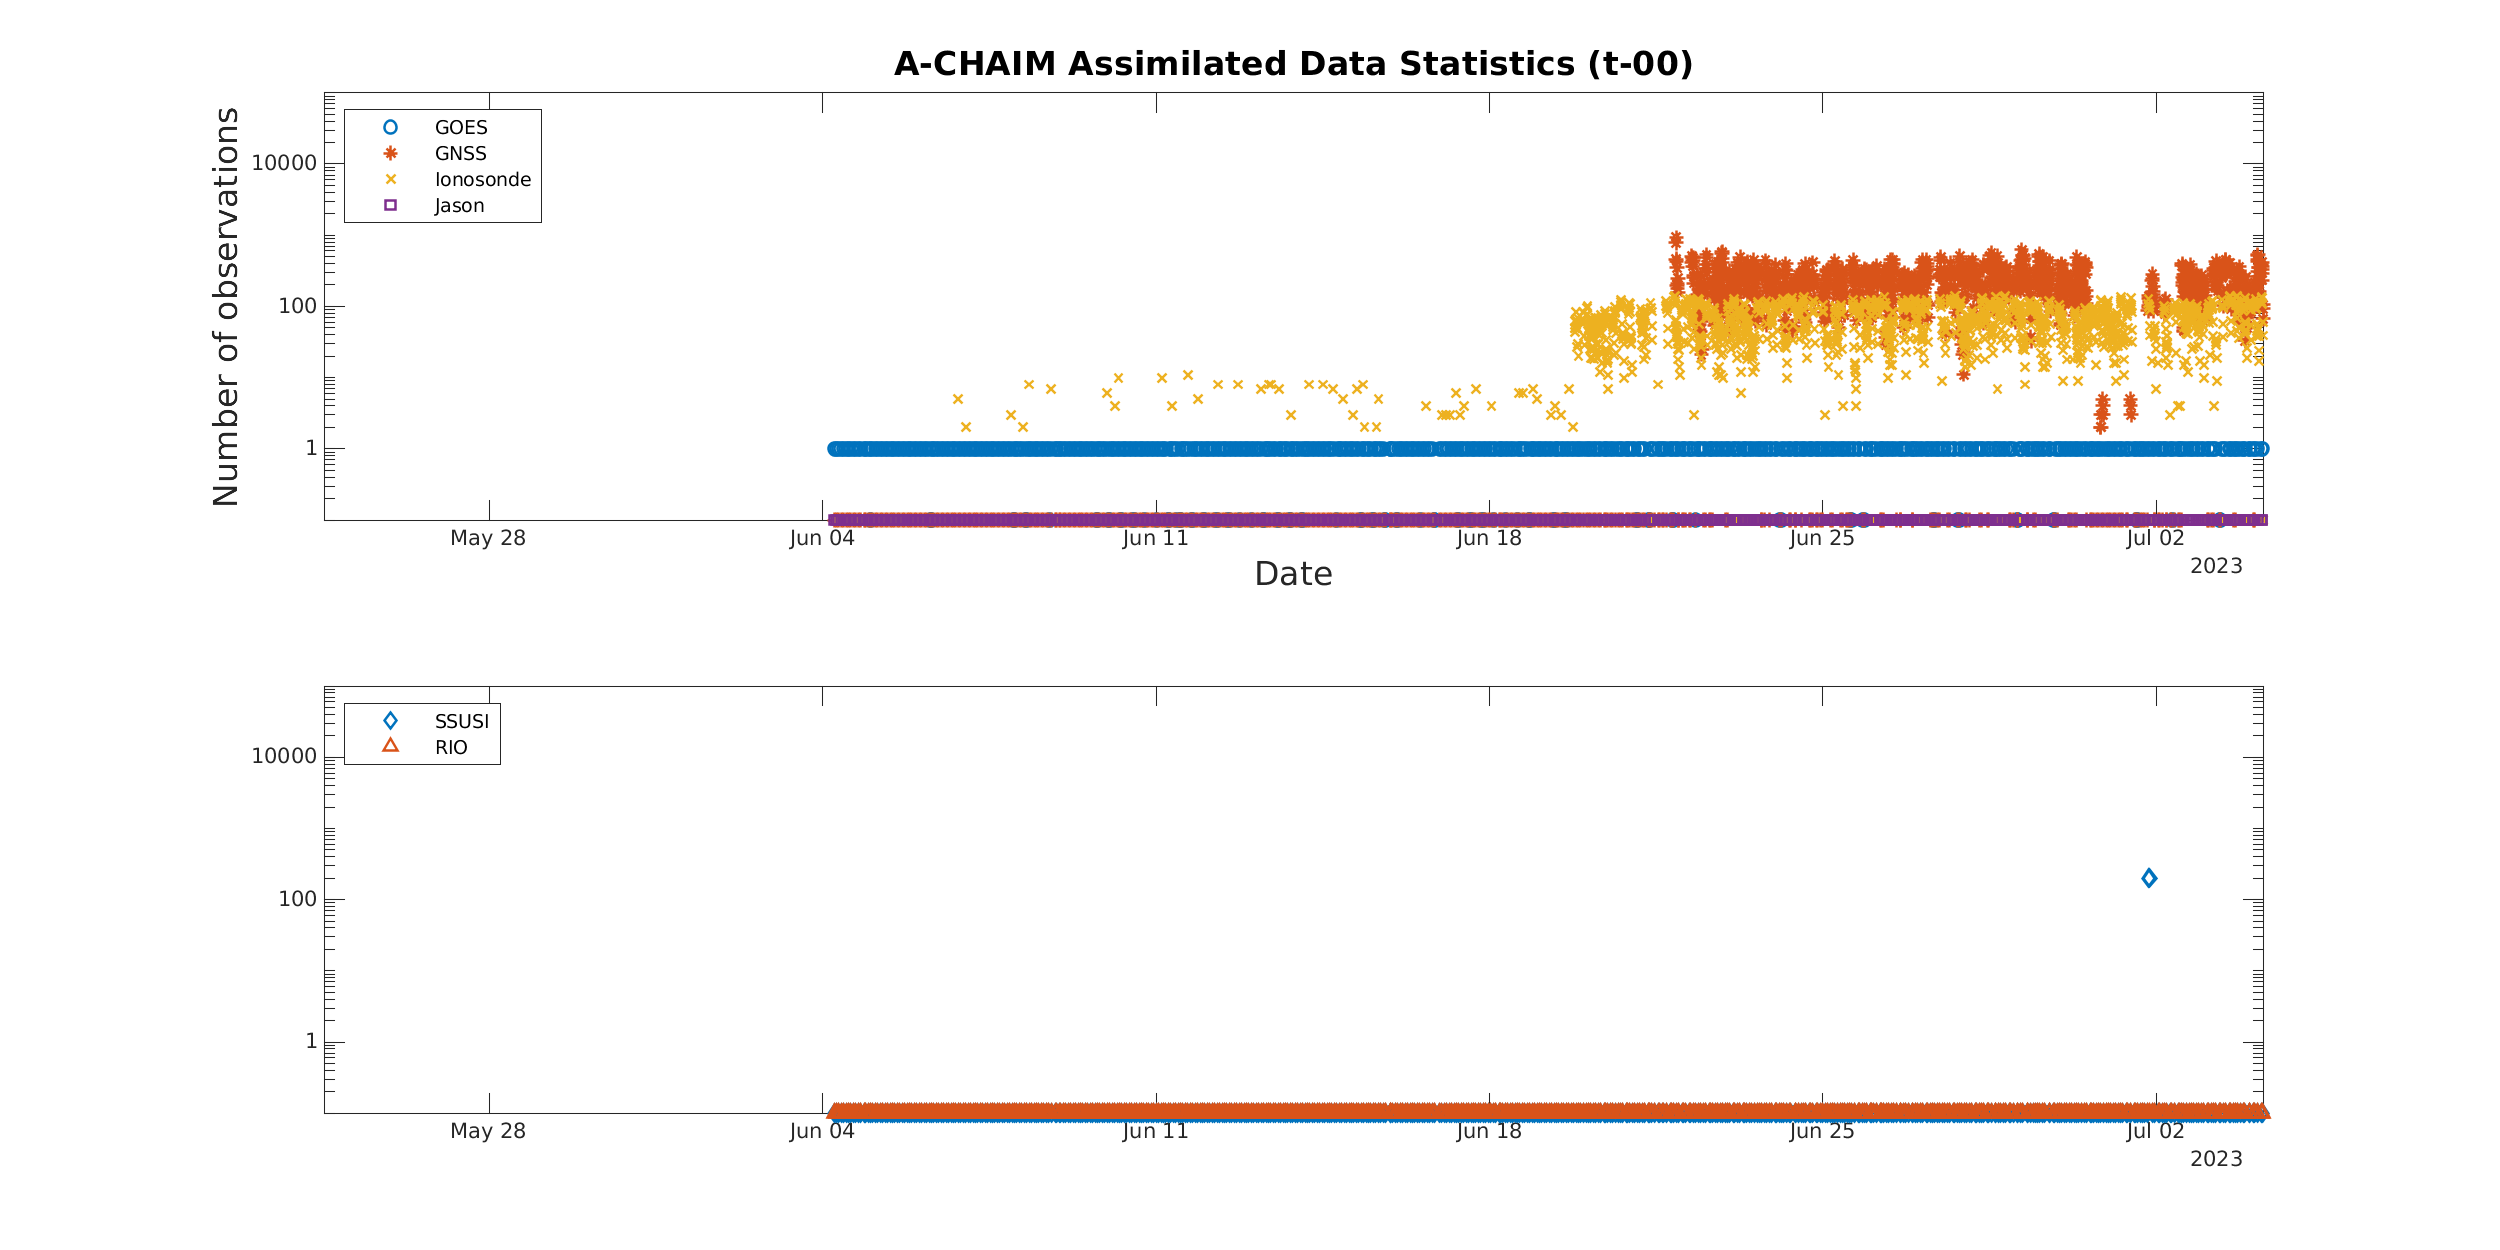 A-CHAIM Assimilated Data Statistics (t-00)
Number of observations
10000
100
1
GOES
GNSS
Ionosonde
Jason
May 28 Jun 04 Jun 11 Jun 18 Jun 25 Jul 02
2023
Date
10000
100
1
SSUSI
RIO
May 28 Jun 04 Jun 11 Jun 18 Jun 25 Jul 02
2023